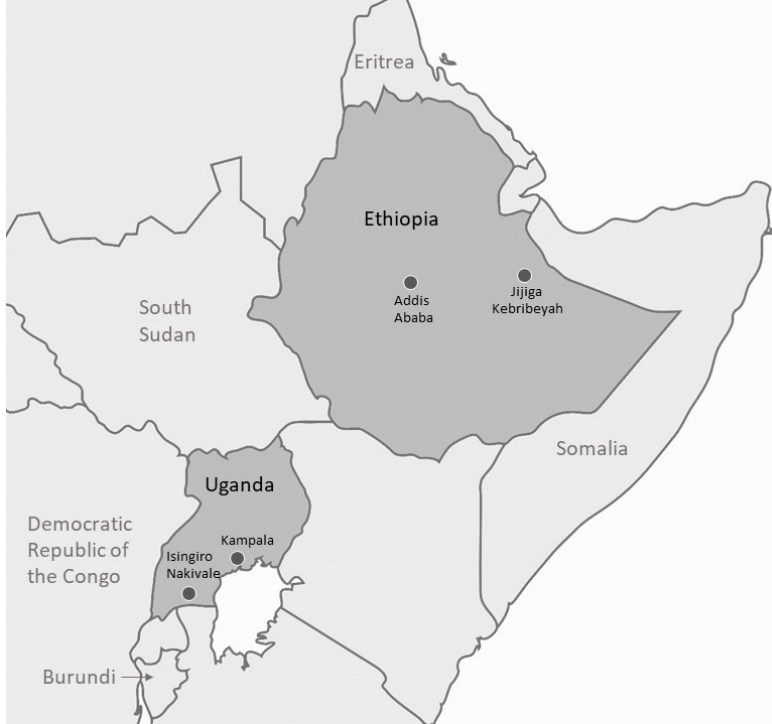 Eritrea
Ethiopia
Addis
Ababa
Jijiga
Kebribeyah
South
Sudan
Somalia
Uganda
Kampala
Isingiro
Nakivale
Democratic
Republic of
the Congo
Burundi